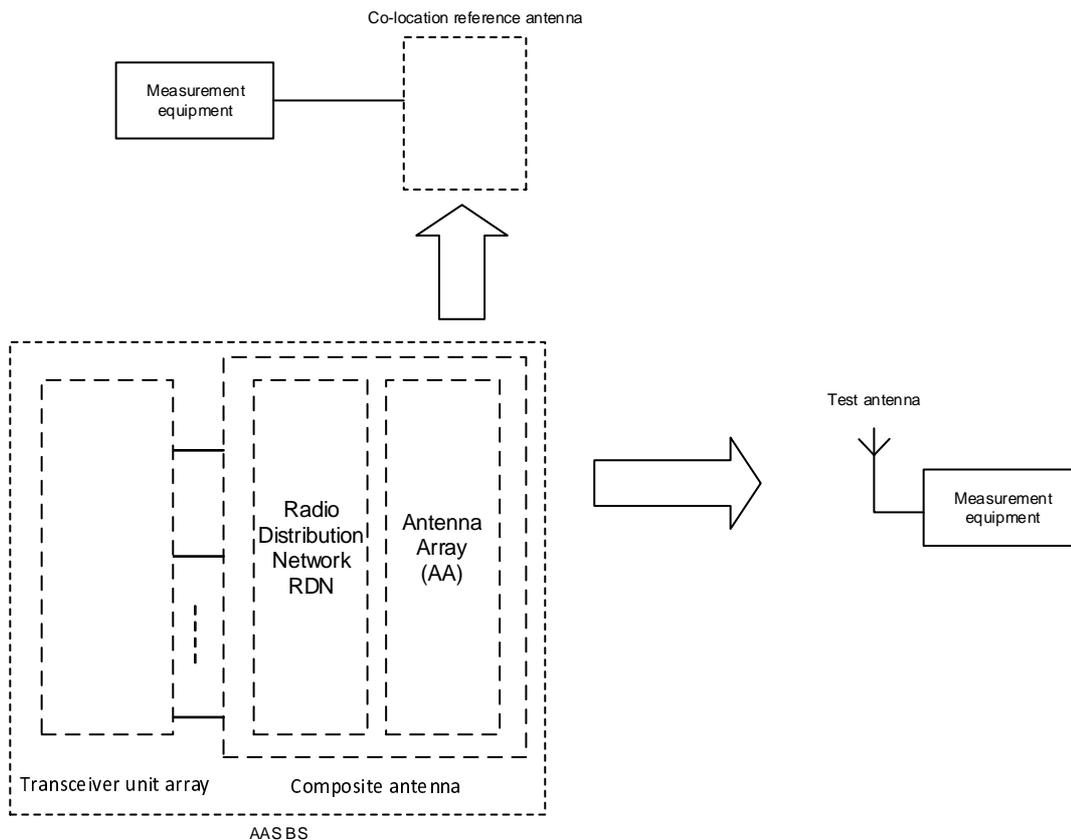 Co-location reference antenna
Measurement
equipment
Test antenna
Measurement
equipment
Radio
Distribution
Network
RDN
Antenna
Array
(AA)
Transceiver unit array
Composite antenna
AAS BS